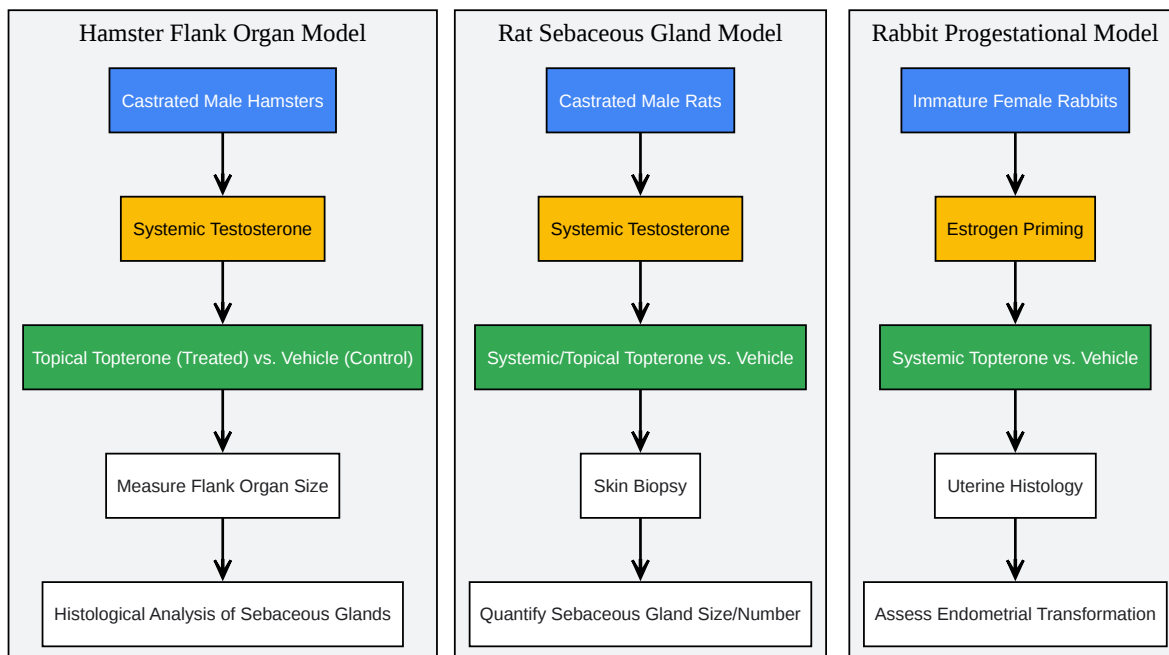 Hamster Flank Organ Model
Castrated Male Hamsters
Systemic Testosterone
Topical Topterone (Treated) vs. Vehicle (Control)
Measure Flank Organ Size
Histological Analysis of Sebaceous Glands
Rat Sebaceous Gland Model
Castrated Male Rats
Systemic Testosterone
Systemic/Topical Topterone vs. Vehicle
Skin Biopsy
Quantify Sebaceous Gland Size/Number
Rabbit Progestational Model
Immature Female Rabbits
Estrogen Priming
Systemic Topterone vs. Vehicle
Uterine Histology
Assess Endometrial Transformation